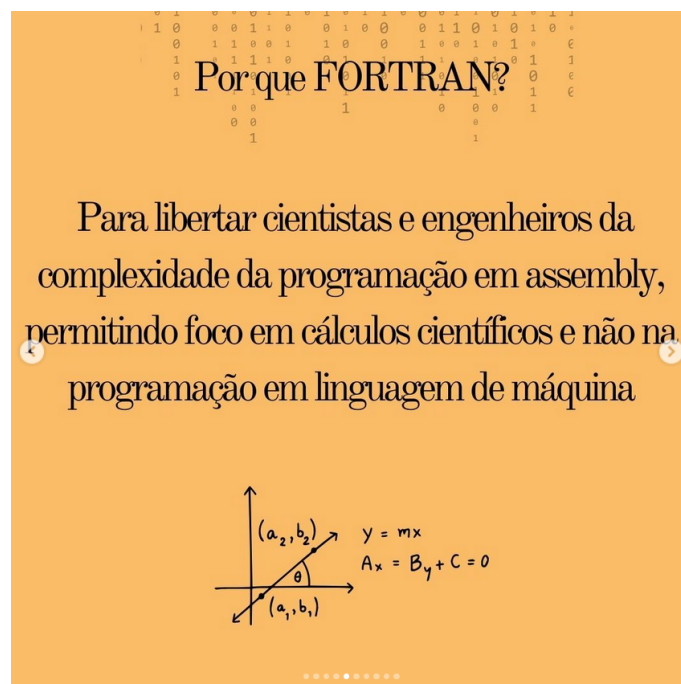 Por que FORTRAN?
Para libertar cientistas e engenheiros da
complexidade da programação em assembly,
permitindo foco em cálculos científicos e não na
programação em linguagem de máquina
(a₂,b₂)
y = mx
Ax = By + C = 0
θ
(a₁,b₁)